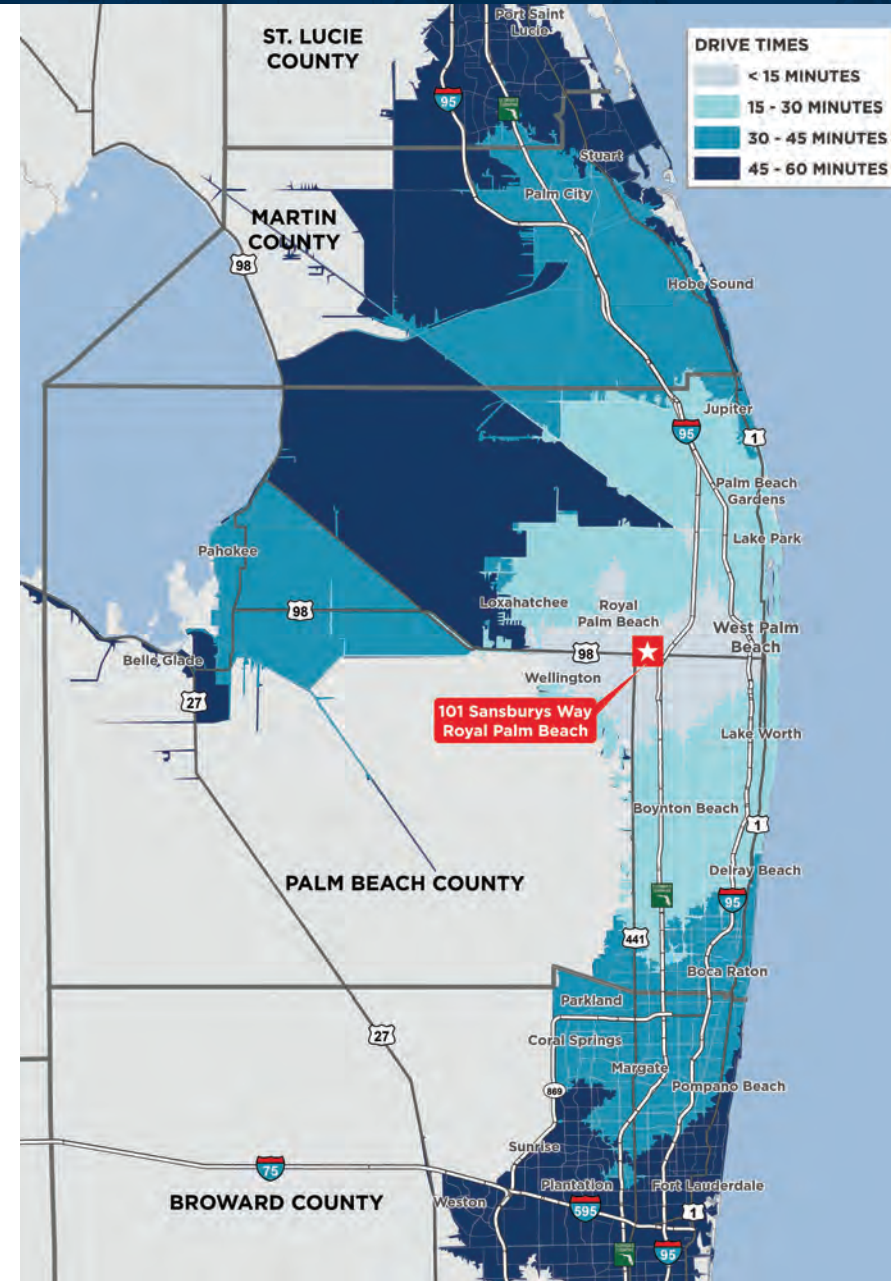 Port Saint
Lucie
ST. LUCIE
COUNTY
DRIVE TIMES
< 15 MINUTES
15 - 30 MINUTES
30 - 45 MINUTES
45 - 60 MINUTES
95
Stuart
Palm City
MARTIN
COUNTY
98
Hobe Sound
Jupiter
95
1
Palm Beach
Gardens
Lake Park
Pahokee
98
Loxahatchee
Royal
Palm Beach
West Palm
Beach
98
Belle Glade
Wellington
27
101 Sansburys Way
Royal Palm Beach
Lake Worth
Boynton Beach
1
Delray Beach
PALM BEACH COUNTY
95
441
Boca Raton
Parkland
27
Coral Springs
Margate
Pompano Beach
869
Sunrise
75
Plantation
Fort Lauderdale
BROWARD COUNTY
Weston
595
1
95